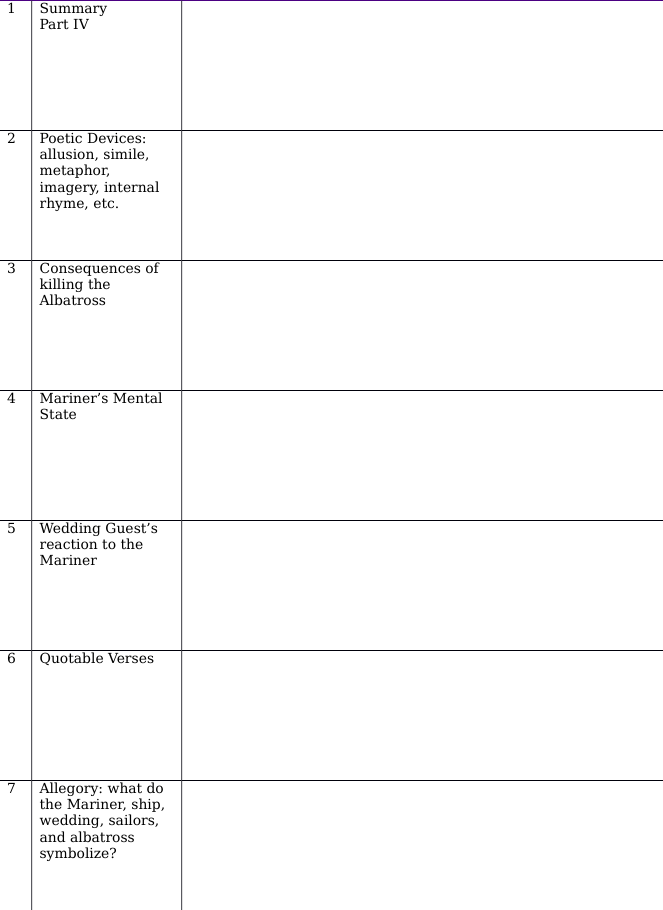 1 Summary
Part IV
2 Poetic Devices:
allusion, simile,
metaphor,
imagery, internal
rhyme, etc.
3 Consequences of
killing the
Albatross
4 Mariner’s Mental
State
5 Wedding Guest’s
reaction to the
Mariner
6 Quotable Verses
7 Allegory: what do
the Mariner, ship,
wedding, sailors,
and albatross
symbolize?